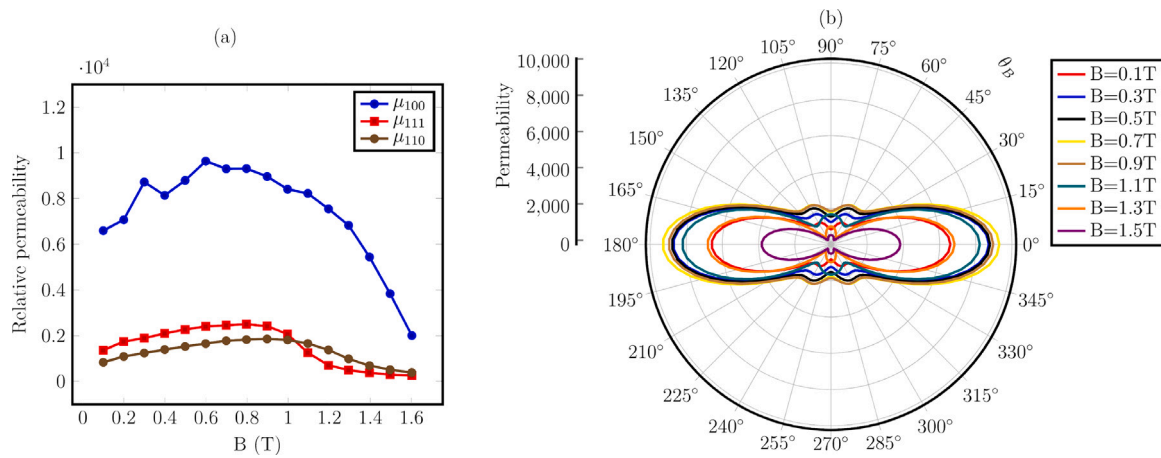 (a)
·10⁴
1.2
1
0.8
0.6
0.4
0.2
0
Relative permeability
0 0.2 0.4 0.6 0.8 1 1.2 1.4 1.6
B (T)
μ100
μ111
μ110
(b)
10,000
8,000
6,000
4,000
2,000
0
Permeability
θB
0°
15°
30°
45°
60°
75°
90°
105°
120°
135°
150°
165°
180°
195°
210°
225°
240°
255°
270°
285°
300°
315°
330°
345°
B=0.1T
B=0.3T
B=0.5T
B=0.7T
B=0.9T
B=1.1T
B=1.3T
B=1.5T